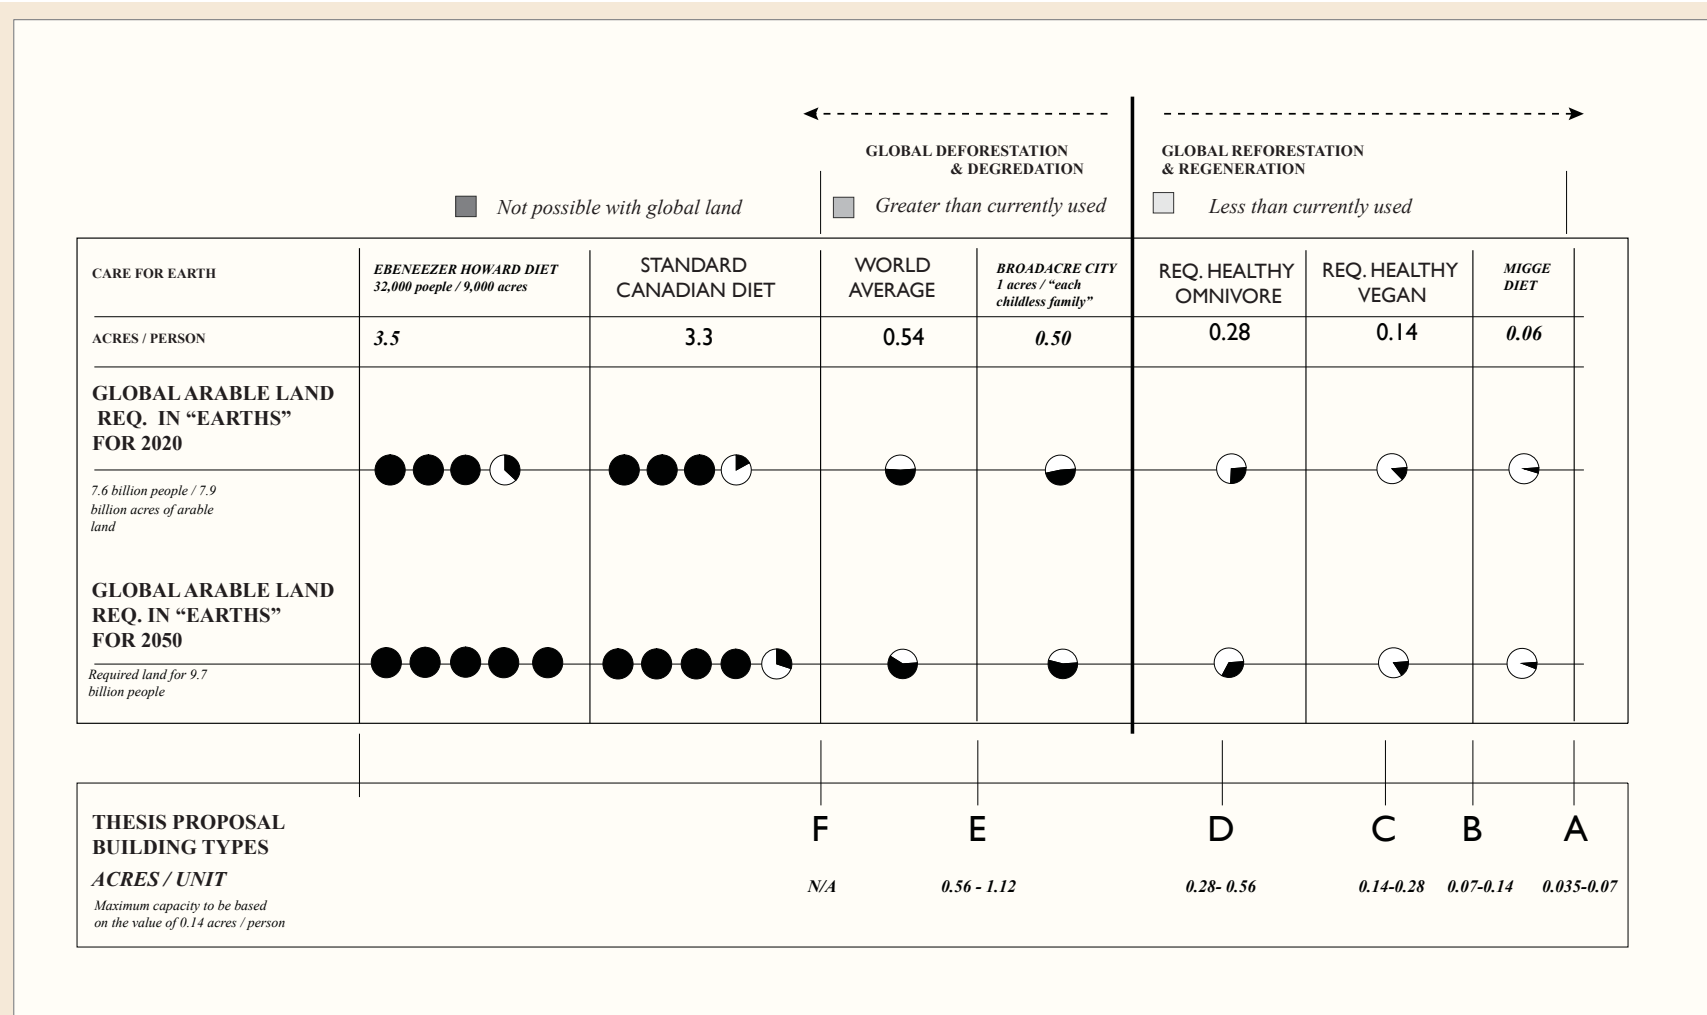 GLOBAL DEFORESTATION
& DEGREDATION
GLOBAL REFORESTATION
& REGENERATION
Not possible with global land
Greater than currently used
Less than currently used
CARE FOR EARTH
EBENEEZER HOWARD DIET
32,000 poeple / 9,000 acres
STANDARD
CANADIAN DIET
WORLD
AVERAGE
BROADACRE CITY
1 acres / “each
childless family”
REQ. HEALTHY
OMNIVORE
REQ. HEALTHY
VEGAN
MIGGE
DIET
ACRES / PERSON
3.5
3.3
0.54
0.50
0.28
0.14
0.06
GLOBAL ARABLE LAND
REQ. IN “EARTHS”
FOR 2020
7.6 billion people / 7.9
billion acres of arable
land
GLOBAL ARABLE LAND
REQ. IN “EARTHS”
FOR 2050
Required land for 9.7
billion people
THESIS PROPOSAL
BUILDING TYPES
F
E
D
C
B
A
ACRES / UNIT
N/A
0.56 - 1.12
0.28- 0.56
0.14-0.28
0.07-0.14
0.035-0.07
Maximum capacity to be based
on the value of 0.14 acres / person